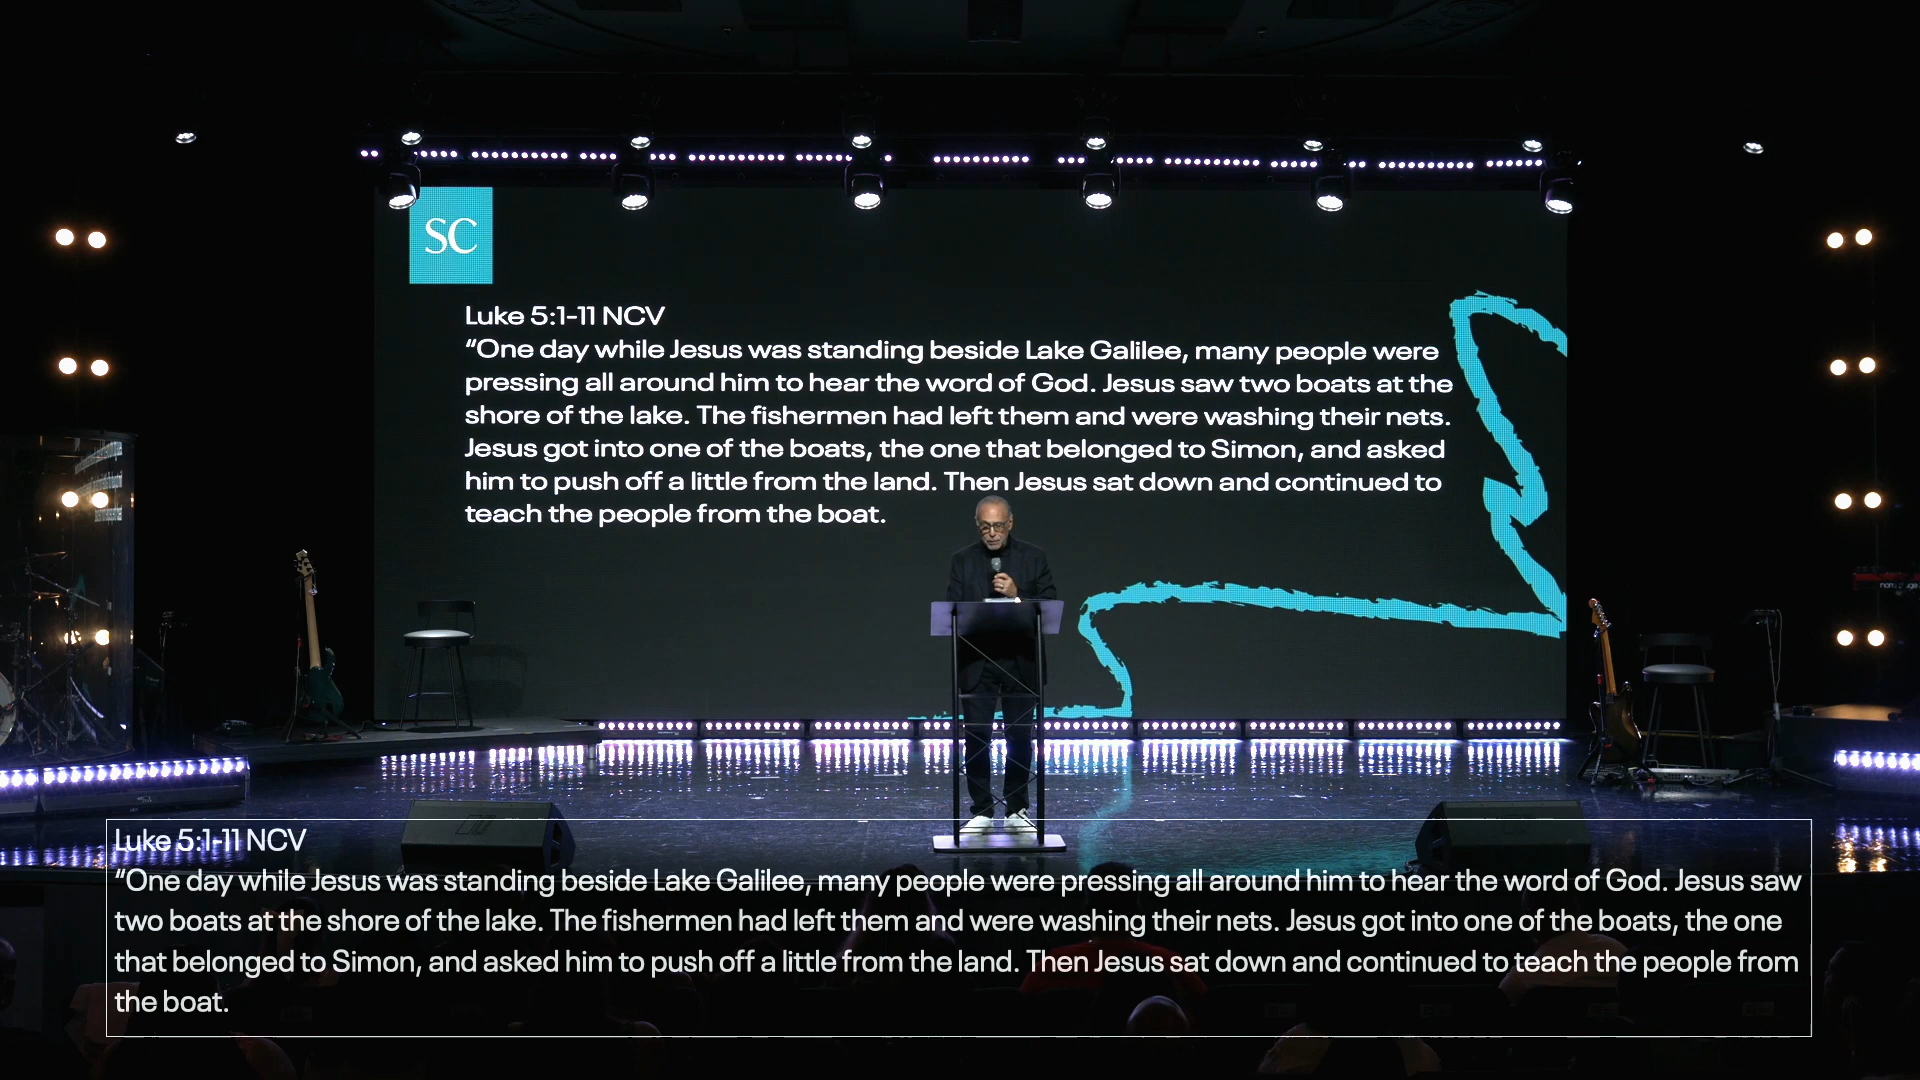 SC
Luke 5:1-11 NCV
“One day while Jesus was standing beside Lake Galilee, many people were
pressing all around him to hear the word of God. Jesus saw two boats at the
shore of the lake. The fishermen had left them and were washing their nets.
Jesus got into one of the boats, the one that belonged to Simon, and asked
him to push off a little from the land. Then Jesus sat down and continued to
teach the people from the boat.
Luke 5:1-11 NCV
“One day while Jesus was standing beside Lake Galilee, many people were pressing all around him to hear the word of God. Jesus saw
two boats at the shore of the lake. The fishermen had left them and were washing their nets. Jesus got into one of the boats, the one
that belonged to Simon, and asked him to push off a little from the land. Then Jesus sat down and continued to teach the people from
the boat.